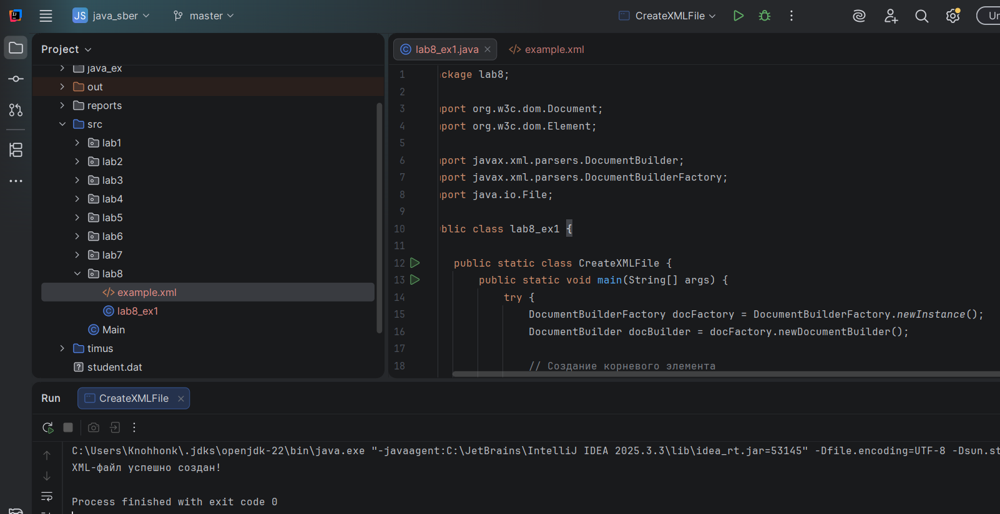 JS java_sber master CreateXMLFile
Project
java_ex
out
reports
src
lab1
lab2
lab3
lab4
lab5
lab6
lab7
lab8
example.xml
lab8_ex1
Main
timus
student.dat
lab8_ex1.java example.xml
1 ckage lab8;
2
3 port org.w3c.dom.Document;
4 port org.w3c.dom.Element;
5
6 port javax.xml.parsers.DocumentBuilder;
7 port javax.xml.parsers.DocumentBuilderFactory;
8 port java.io.File;
9
10 blic class lab8_ex1 {
11
12 public static class CreateXMLFile {
13 public static void main(String[] args) {
14 try {
15 DocumentBuilderFactory docFactory = DocumentBuilderFactory.newInstance();
16 DocumentBuilder docBuilder = docFactory.newDocumentBuilder();
17
18 // Создание корневого элемента
Run CreateXMLFile
C:\Users\Knohhonk\.jdks\openjdk-22\bin\java.exe "-javaagent:C:\JetBrains\IntelliJ IDEA 2025.3.3\lib\idea_rt.jar=53145" -Dfile.encoding=UTF-8 -Dsun.st
XML-файл успешно создан!
Process finished with exit code 0